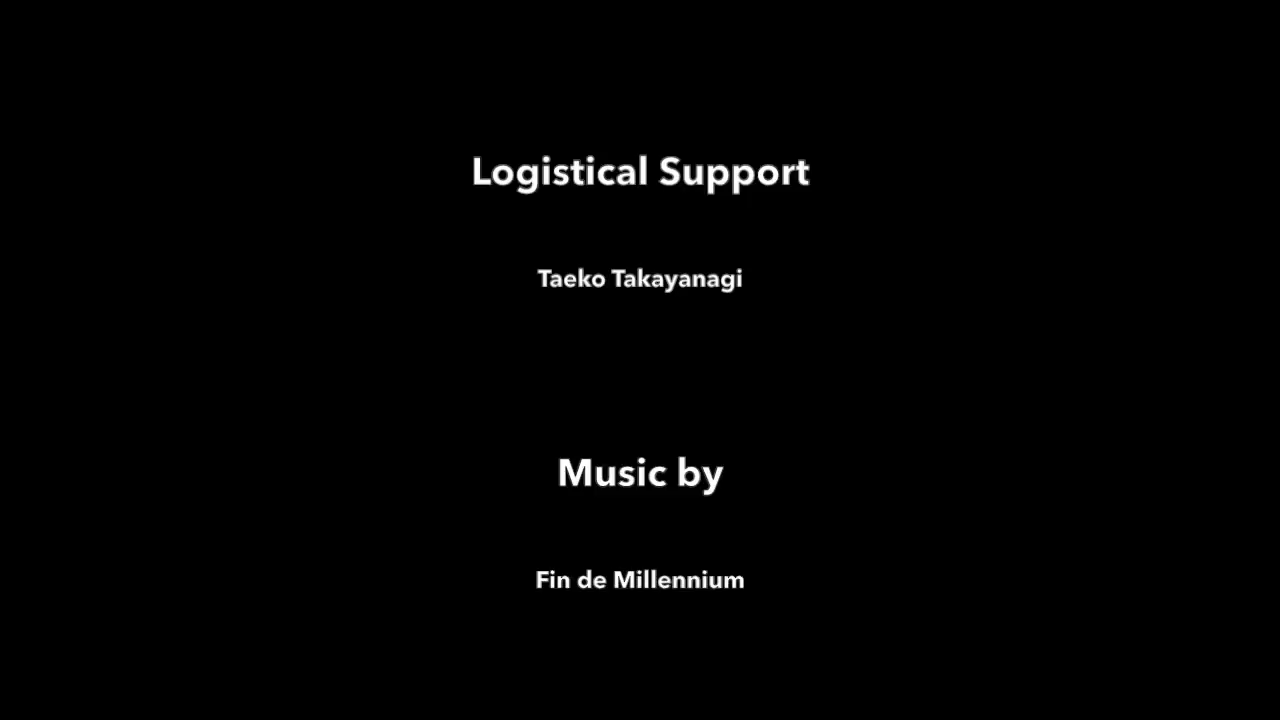 Logistical Support
Taeko Takayanagi
Music by
Fin de Millennium